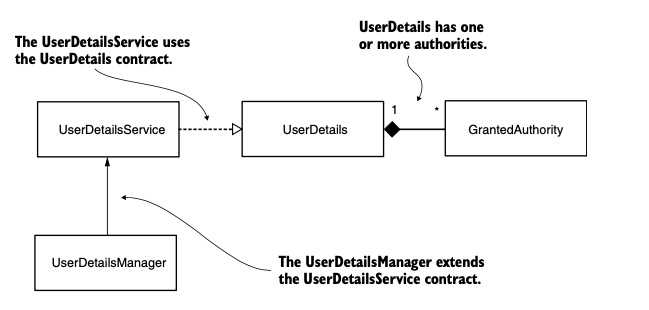 UserDetails has one
or more authorities.
The UserDetailsService uses
the UserDetails contract.
1
*
UserDetailsService
UserDetails
GrantedAuthority
UserDetailsManager
The UserDetailsManager extends
the UserDetailsService contract.